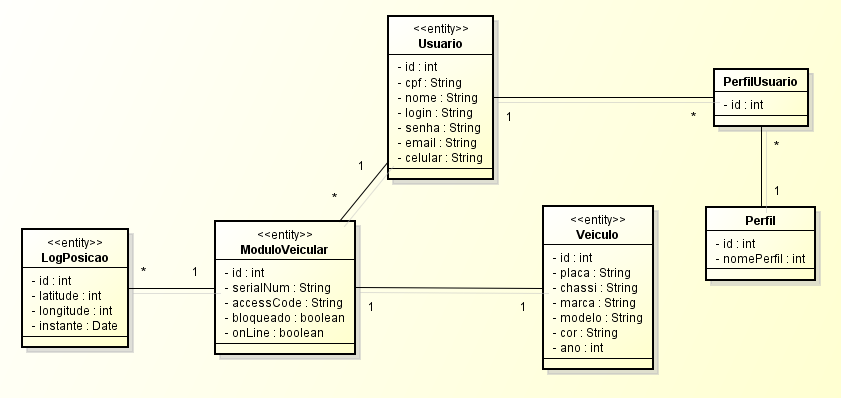 <<entity>>
Usuario
- id : int
- cpf : String
- nome : String
- login : String
- senha : String
- email : String
- celular : String
PerfilUsuario
- id : int
1
*
*
1
Perfil
- id : int
- nomePerfil : int
1
*
<<entity>>
LogPosicao
- id : int
- latitude : int
- longitude : int
- instante : Date
*
1
<<entity>>
ModuloVeicular
- id : int
- serialNum : String
- accessCode : String
- bloqueado : boolean
- onLine : boolean
1
1
<<entity>>
Veiculo
- id : int
- placa : String
- chassi : String
- marca : String
- modelo : String
- cor : String
- ano : int